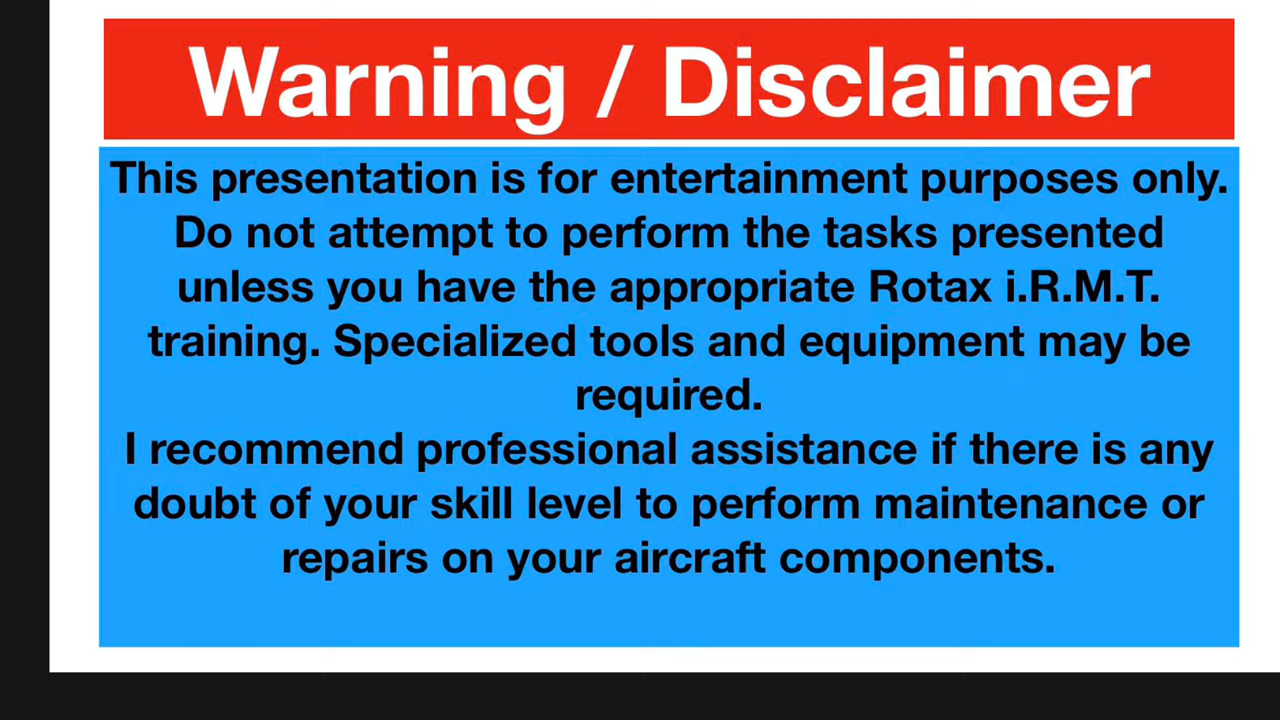 Warning / Disclaimer
This presentation is for entertainment purposes only.
Do not attempt to perform the tasks presented
unless you have the appropriate Rotax i.R.M.T.
training. Specialized tools and equipment may be
required.
I recommend professional assistance if there is any
doubt of your skill level to perform maintenance or
repairs on your aircraft components.